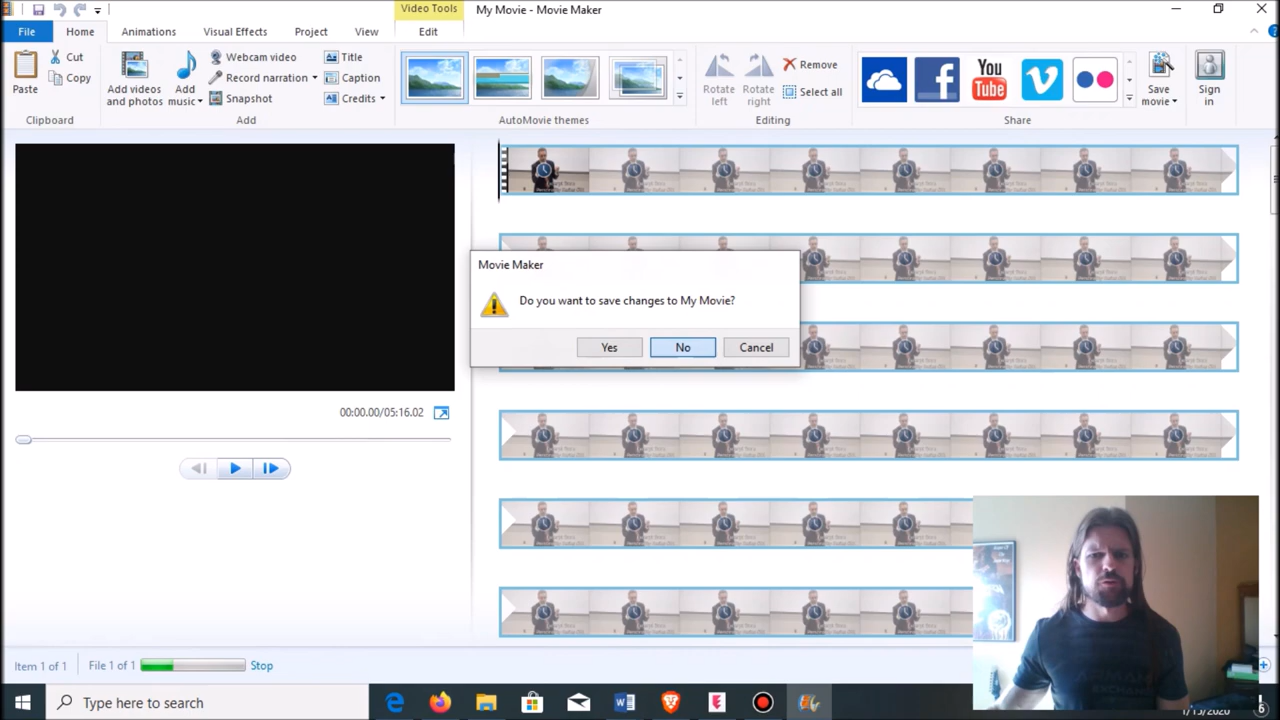 Video Tools
My Movie - Movie Maker
File
Home
Animations
Visual Effects
Project
View
Edit
Paste
Cut
Copy
Clipboard
Add videos
and photos
Add
music
Webcam video
Record narration
Snapshot
Title
Caption
Credits
Add
AutoMovie themes
Rotate
left
Rotate
right
Remove
Select all
Editing
f
You
Tube
v
Share
Save
movie
Sign
in
Movie Maker
Do you want to save changes to My Movie?
Yes
No
Cancel
00:00.00/05:16.02
Item 1 of 1
File 1 of 1
Stop
Type here to search